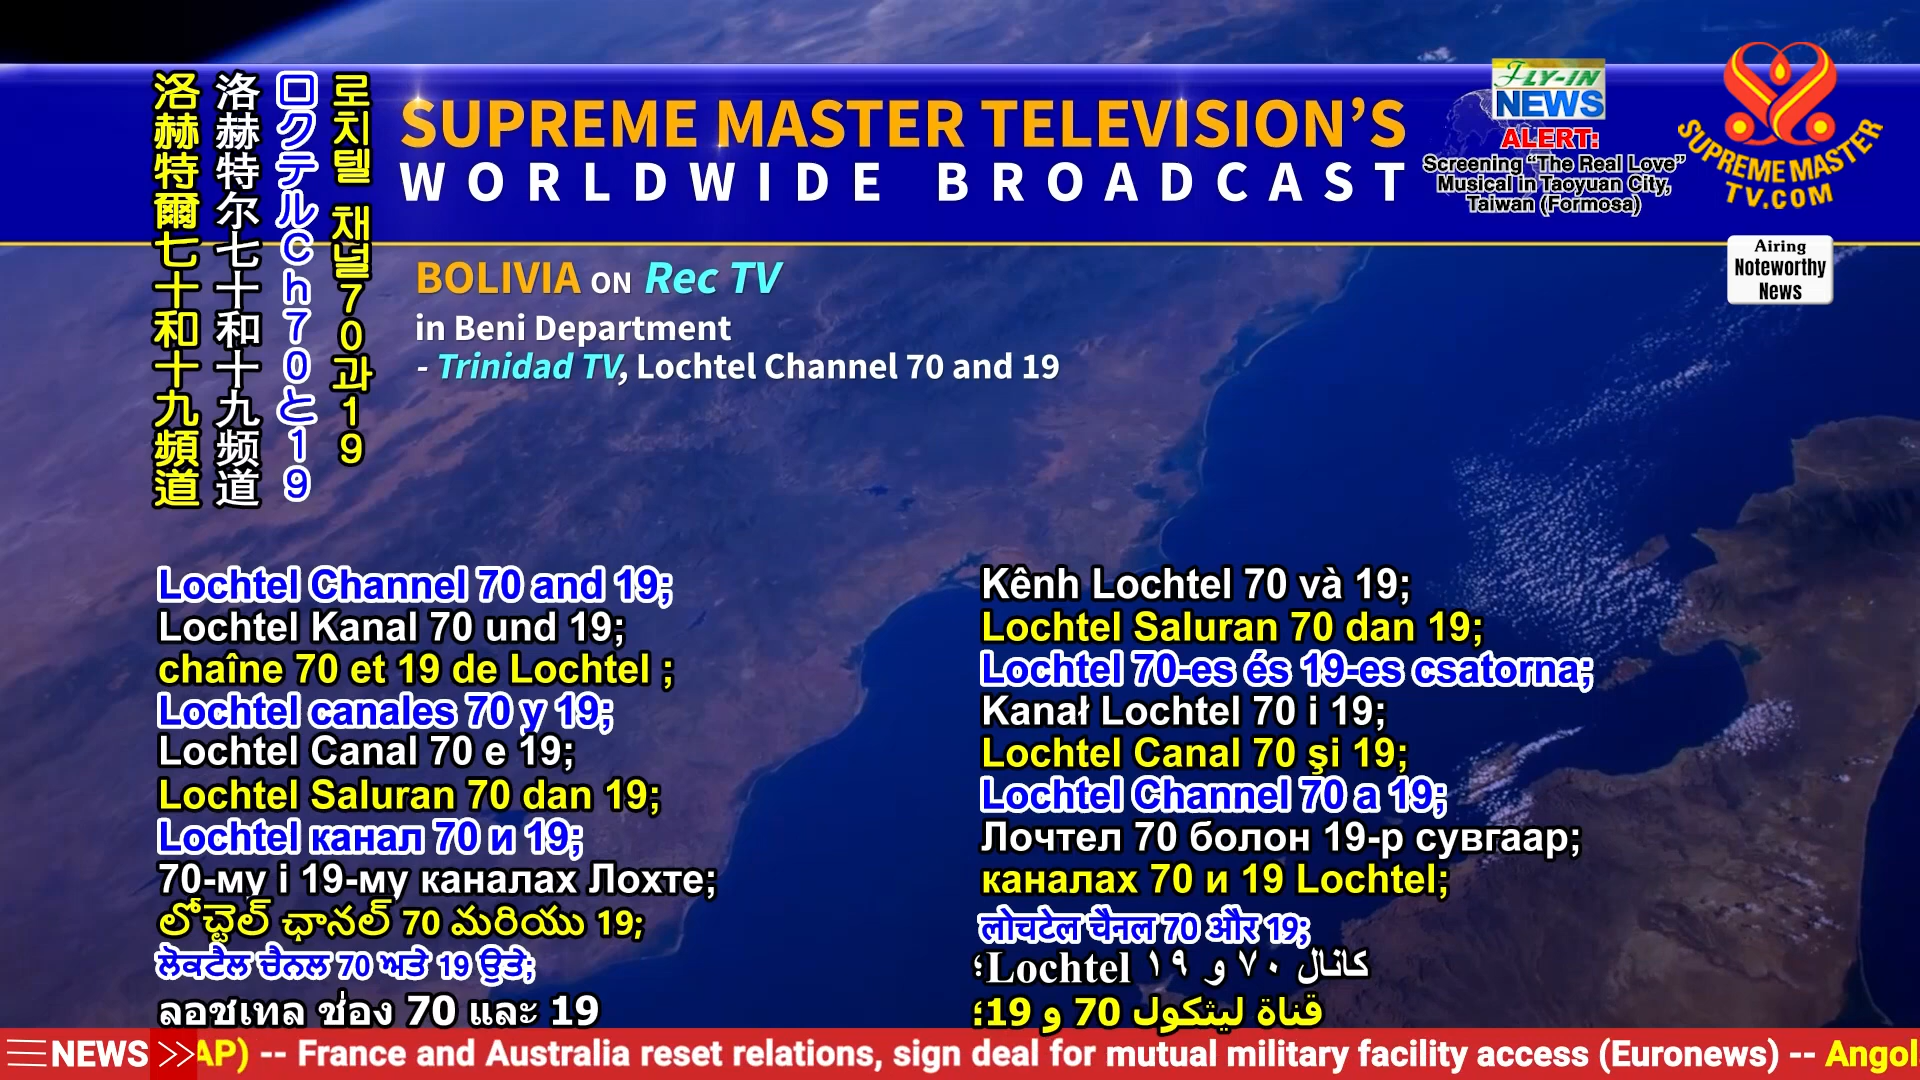 洛赫特爾七十和十九頻道
洛赫特尔七十和十九频道
ロクテルCh70と19
로치텔 채널70과19
SUPREME MASTER TELEVISION'S
WORLDWIDE BROADCAST
FLY-IN
NEWS
ALERT:
Screening “The Real Love”
Musical in Taoyuan City,
Taiwan (Formosa)
SUPREME MASTER
TV.COM
Airing
Noteworthy
News
BOLIVIA ON Rec TV
in Beni Department
- Trinidad TV, Lochtel Channel 70 and 19
Lochtel Channel 70 and 19;
Lochtel Kanal 70 und 19;
chaîne 70 et 19 de Lochtel ;
Lochtel canales 70 y 19;
Lochtel Canal 70 e 19;
Lochtel Saluran 70 dan 19;
Lochtel канал 70 и 19;
70-му і 19-му каналах Лохте;
లోచ్టెల్ ఛానల్ 70 మరియు 19;
ਲੋਕਟੈਲ ਚੈਨਲ 70 ਅਤੇ 19 ਉਤੇ;
ลอชเทล ช่อง 70 และ 19
Kênh Lochtel 70 và 19;
Lochtel Saluran 70 dan 19;
Lochtel 70-es és 19-es csatorna;
Kanał Lochtel 70 i 19;
Lochtel Canal 70 şi 19;
Lochtel Channel 70 a 19;
Лочтел 70 болон 19-р сувгаар;
каналах 70 и 19 Lochtel;
लोचटेल चैनल 70 और 19;
کانال ۷۰ و ۱۹ Lochtel؛
قناة ليثكول 70 و 19؛
NEWS >> AP) -- France and Australia reset relations, sign deal for mutual military facility access (Euronews) -- Angol